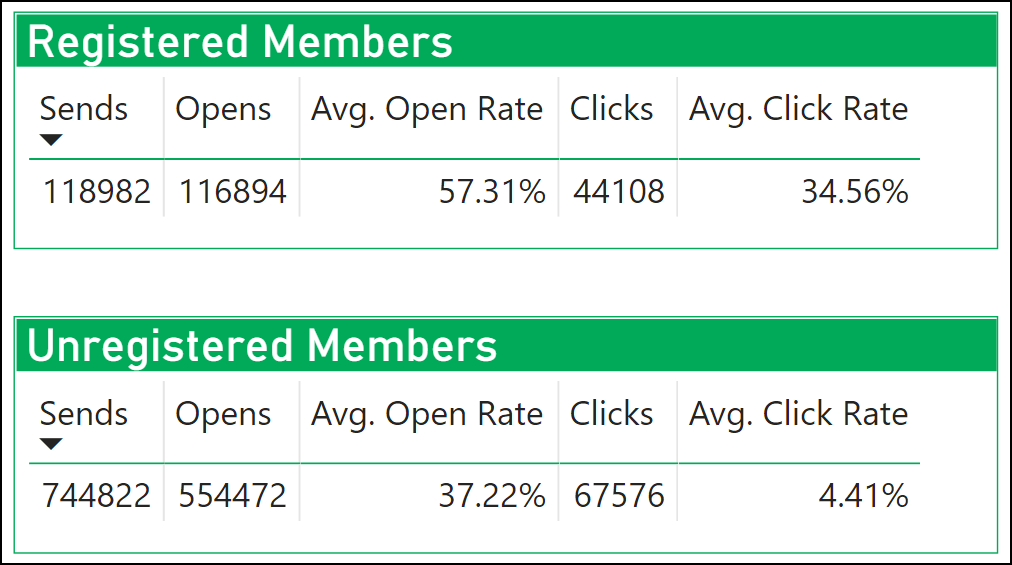 Registered Members
Sends Opens Avg. Open Rate Clicks Avg. Click Rate
118982 116894 57.31% 44108 34.56%
Unregistered Members
Sends Opens Avg. Open Rate Clicks Avg. Click Rate
744822 554472 37.22% 67576 4.41%